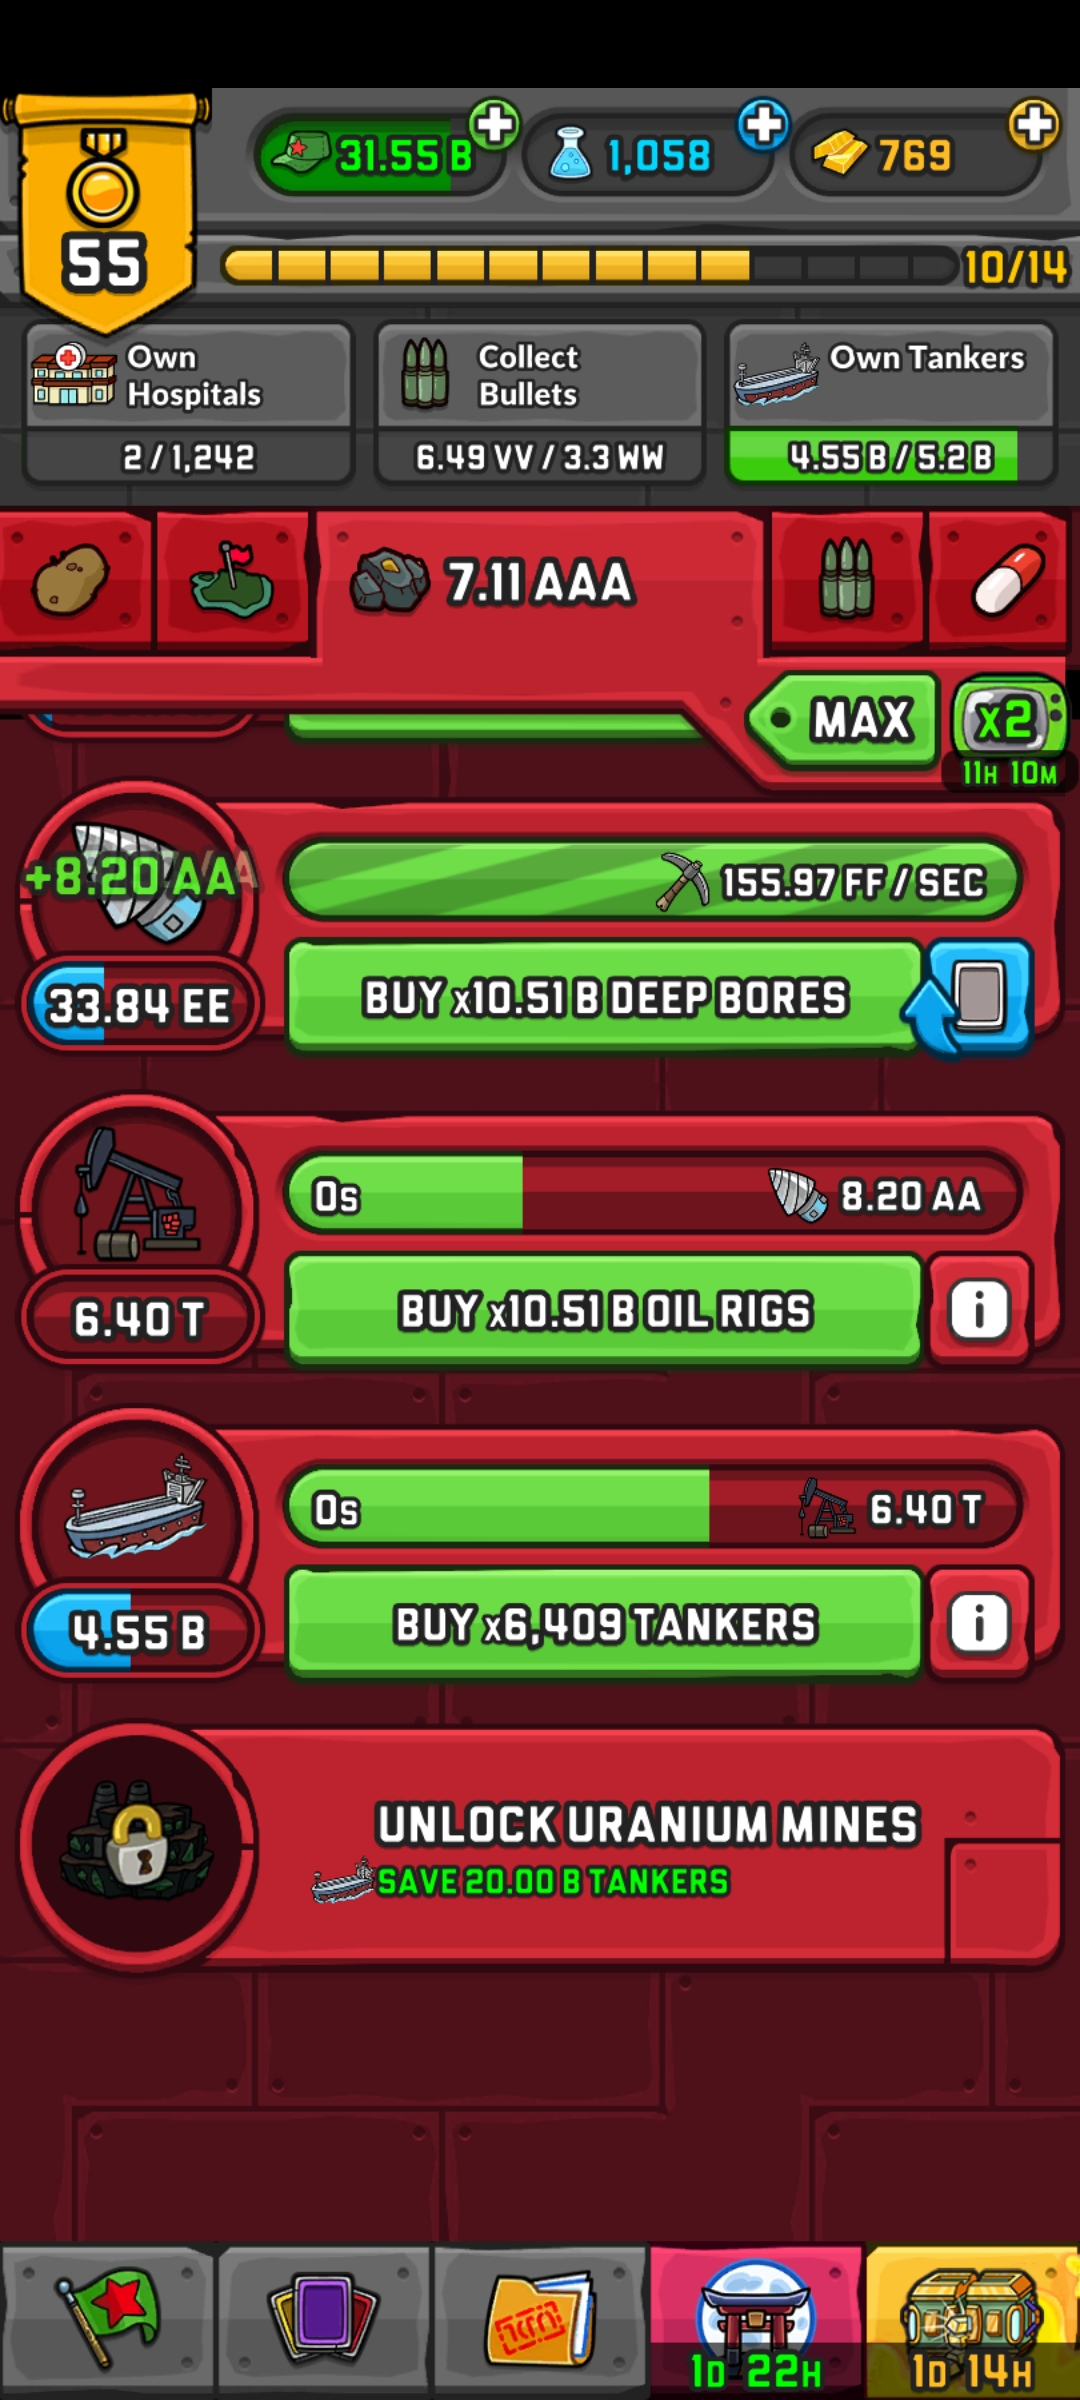 31.55 B
1,058
769
55
10/14
Own
Hospitals
2 / 1,242
Collect
Bullets
6.49 VV / 3.3 WW
Own Tankers
4.55 B / 5.2 B
7.11 AAA
MAX
x2
11H 10M
+8.20 AA
155.97 FF / SEC
33.84 EE
BUY x10.51 B DEEP BORES
0s
8.20 AA
6.40 T
BUY x10.51 B OIL RIGS
i
0s
6.40 T
4.55 B
BUY x6,409 TANKERS
i
UNLOCK URANIUM MINES
SAVE 20.00 B TANKERS
1D 22H
1D 14H